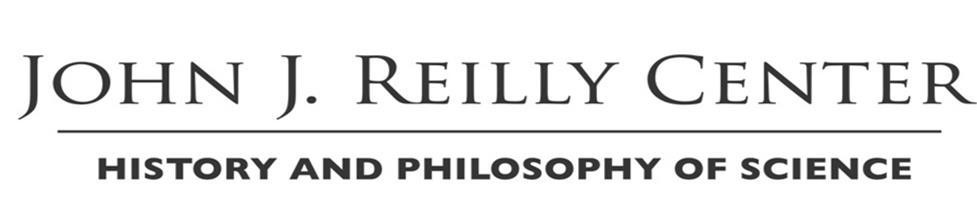 JOHN J. REILLY CENTER
HISTORY AND PHILOSOPHY OF SCIENCE